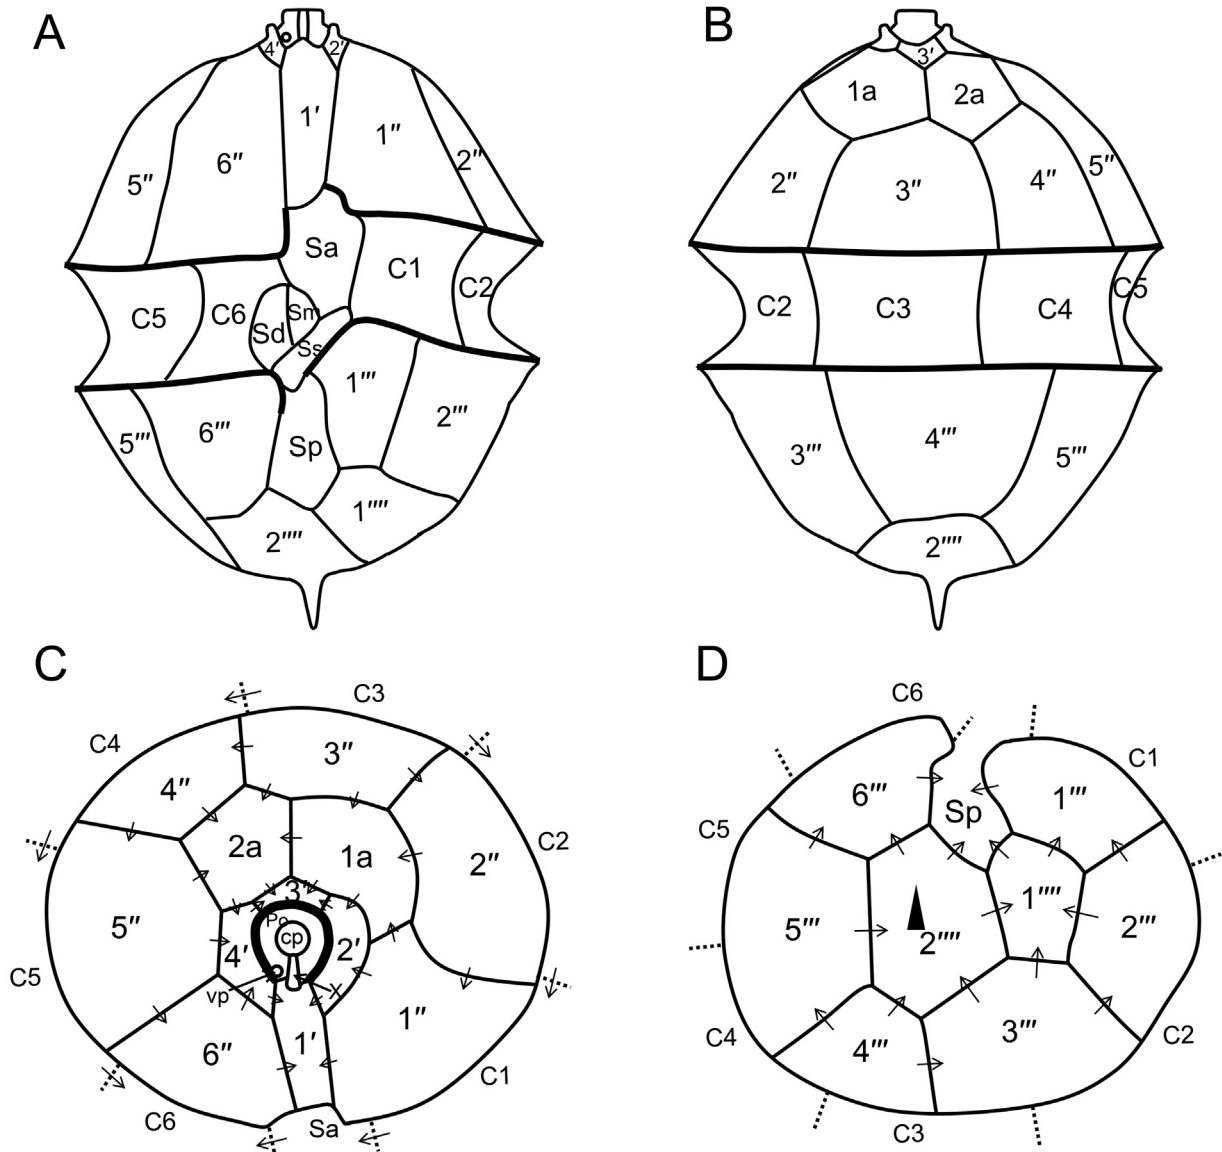 A
4′
2′
1′
1″
2″
6″
5″
Sa
C1
C2
C5
C6
Sm
Sd
Ss
1‴
2‴
5‴
6‴
Sp
1⁗
2⁗
B
3′
1a
2a
2″
3″
4″
5″
C2
C3
C4
C5
3‴
4‴
5‴
2⁗
C
C3
C4
3″
4″
C2
2a
1a
2″
3′
5″
Po
cp
4′
2′
C5
vp
X
1″
6″
1′
C1
C6
Sa
D
C6
C1
6‴
1‴
Sp
C5
1⁗
5‴
2⁗
2‴
C4
4‴
3‴
C2
C3